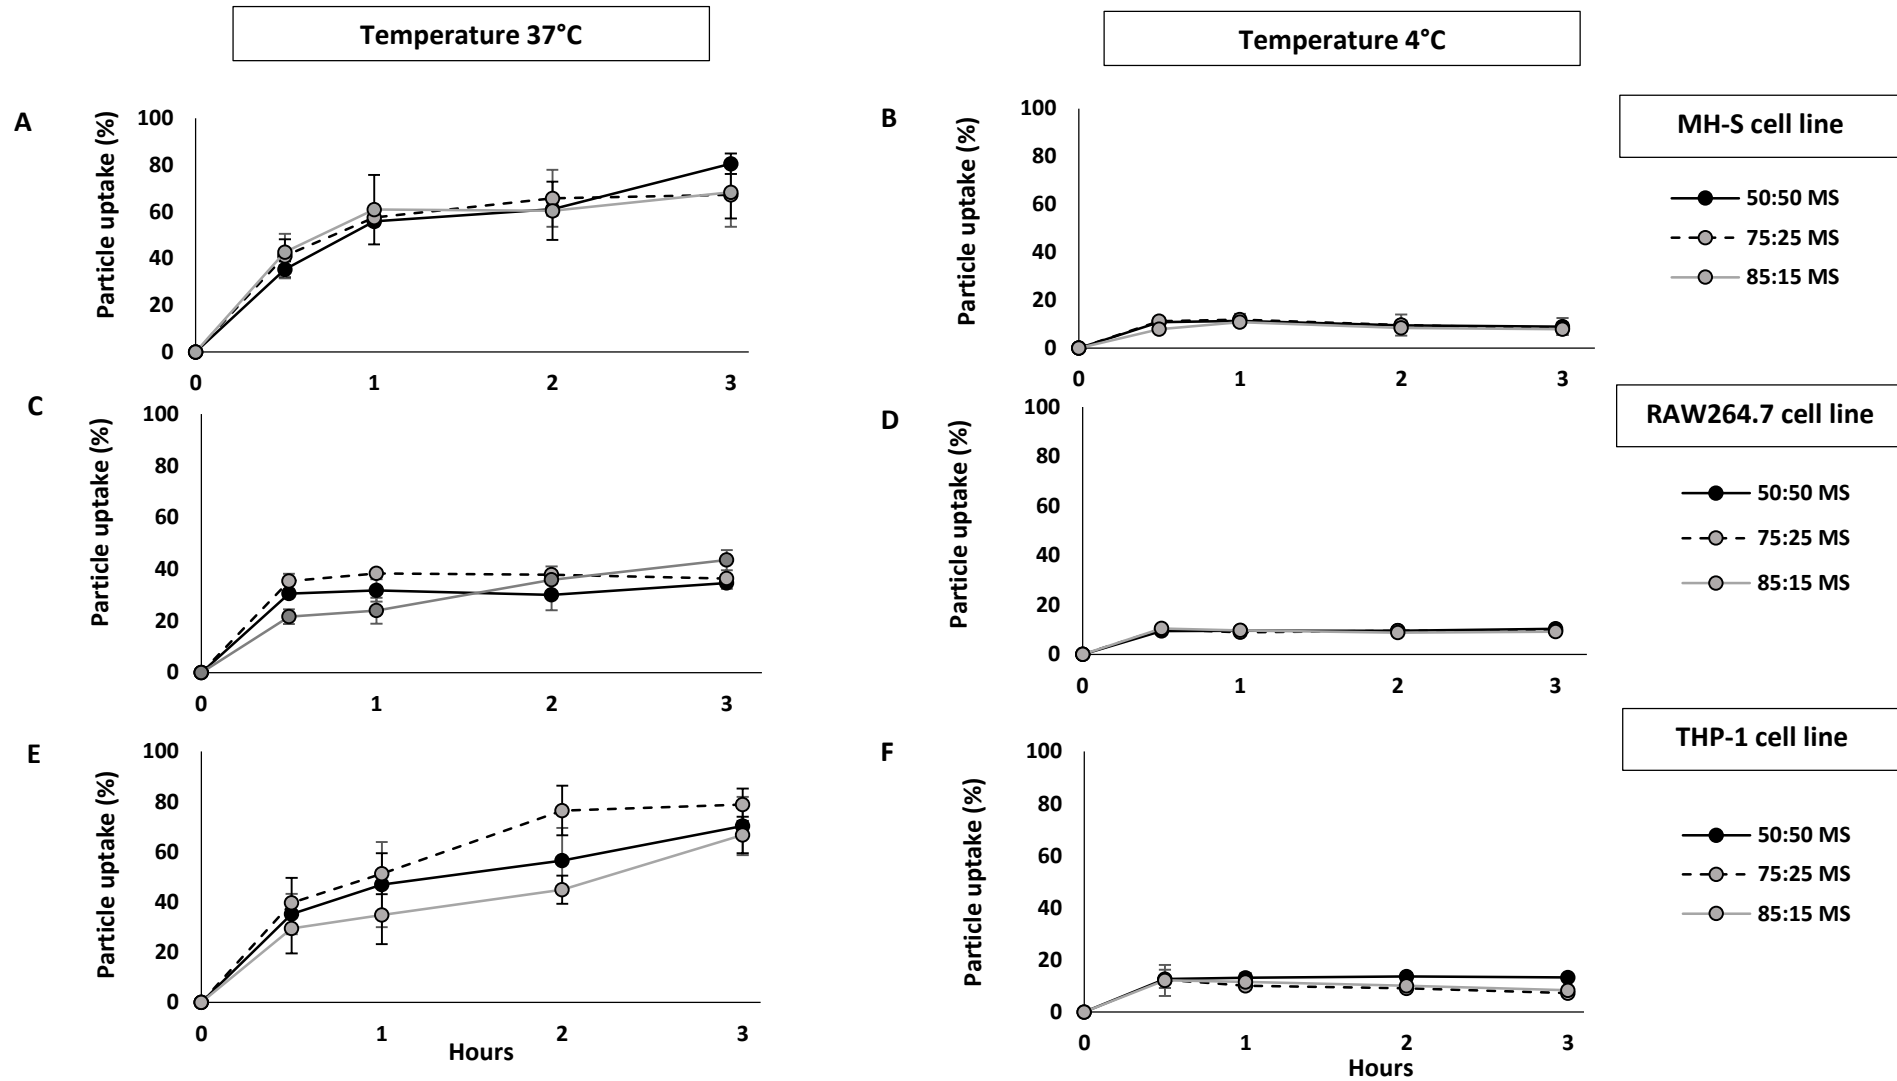 Temperature 37°C
Temperature 4°C
A
Particle uptake (%)
100
80
60
40
20
0
0 1 2 3
B
Particle uptake (%)
100
80
60
40
20
0
0 1 2 3
MH-S cell line
50:50 MS
75:25 MS
85:15 MS
C
Particle uptake (%)
100
80
60
40
20
0
0 1 2 3
D
Particle uptake (%)
100
80
60
40
20
0
0 1 2 3
RAW264.7 cell line
50:50 MS
75:25 MS
85:15 MS
E
Particle uptake (%)
100
80
60
40
20
0
0 1 2 3
Hours
F
Particle uptake (%)
100
80
60
40
20
0
0 1 2 3
Hours
THP-1 cell line
50:50 MS
75:25 MS
85:15 MS